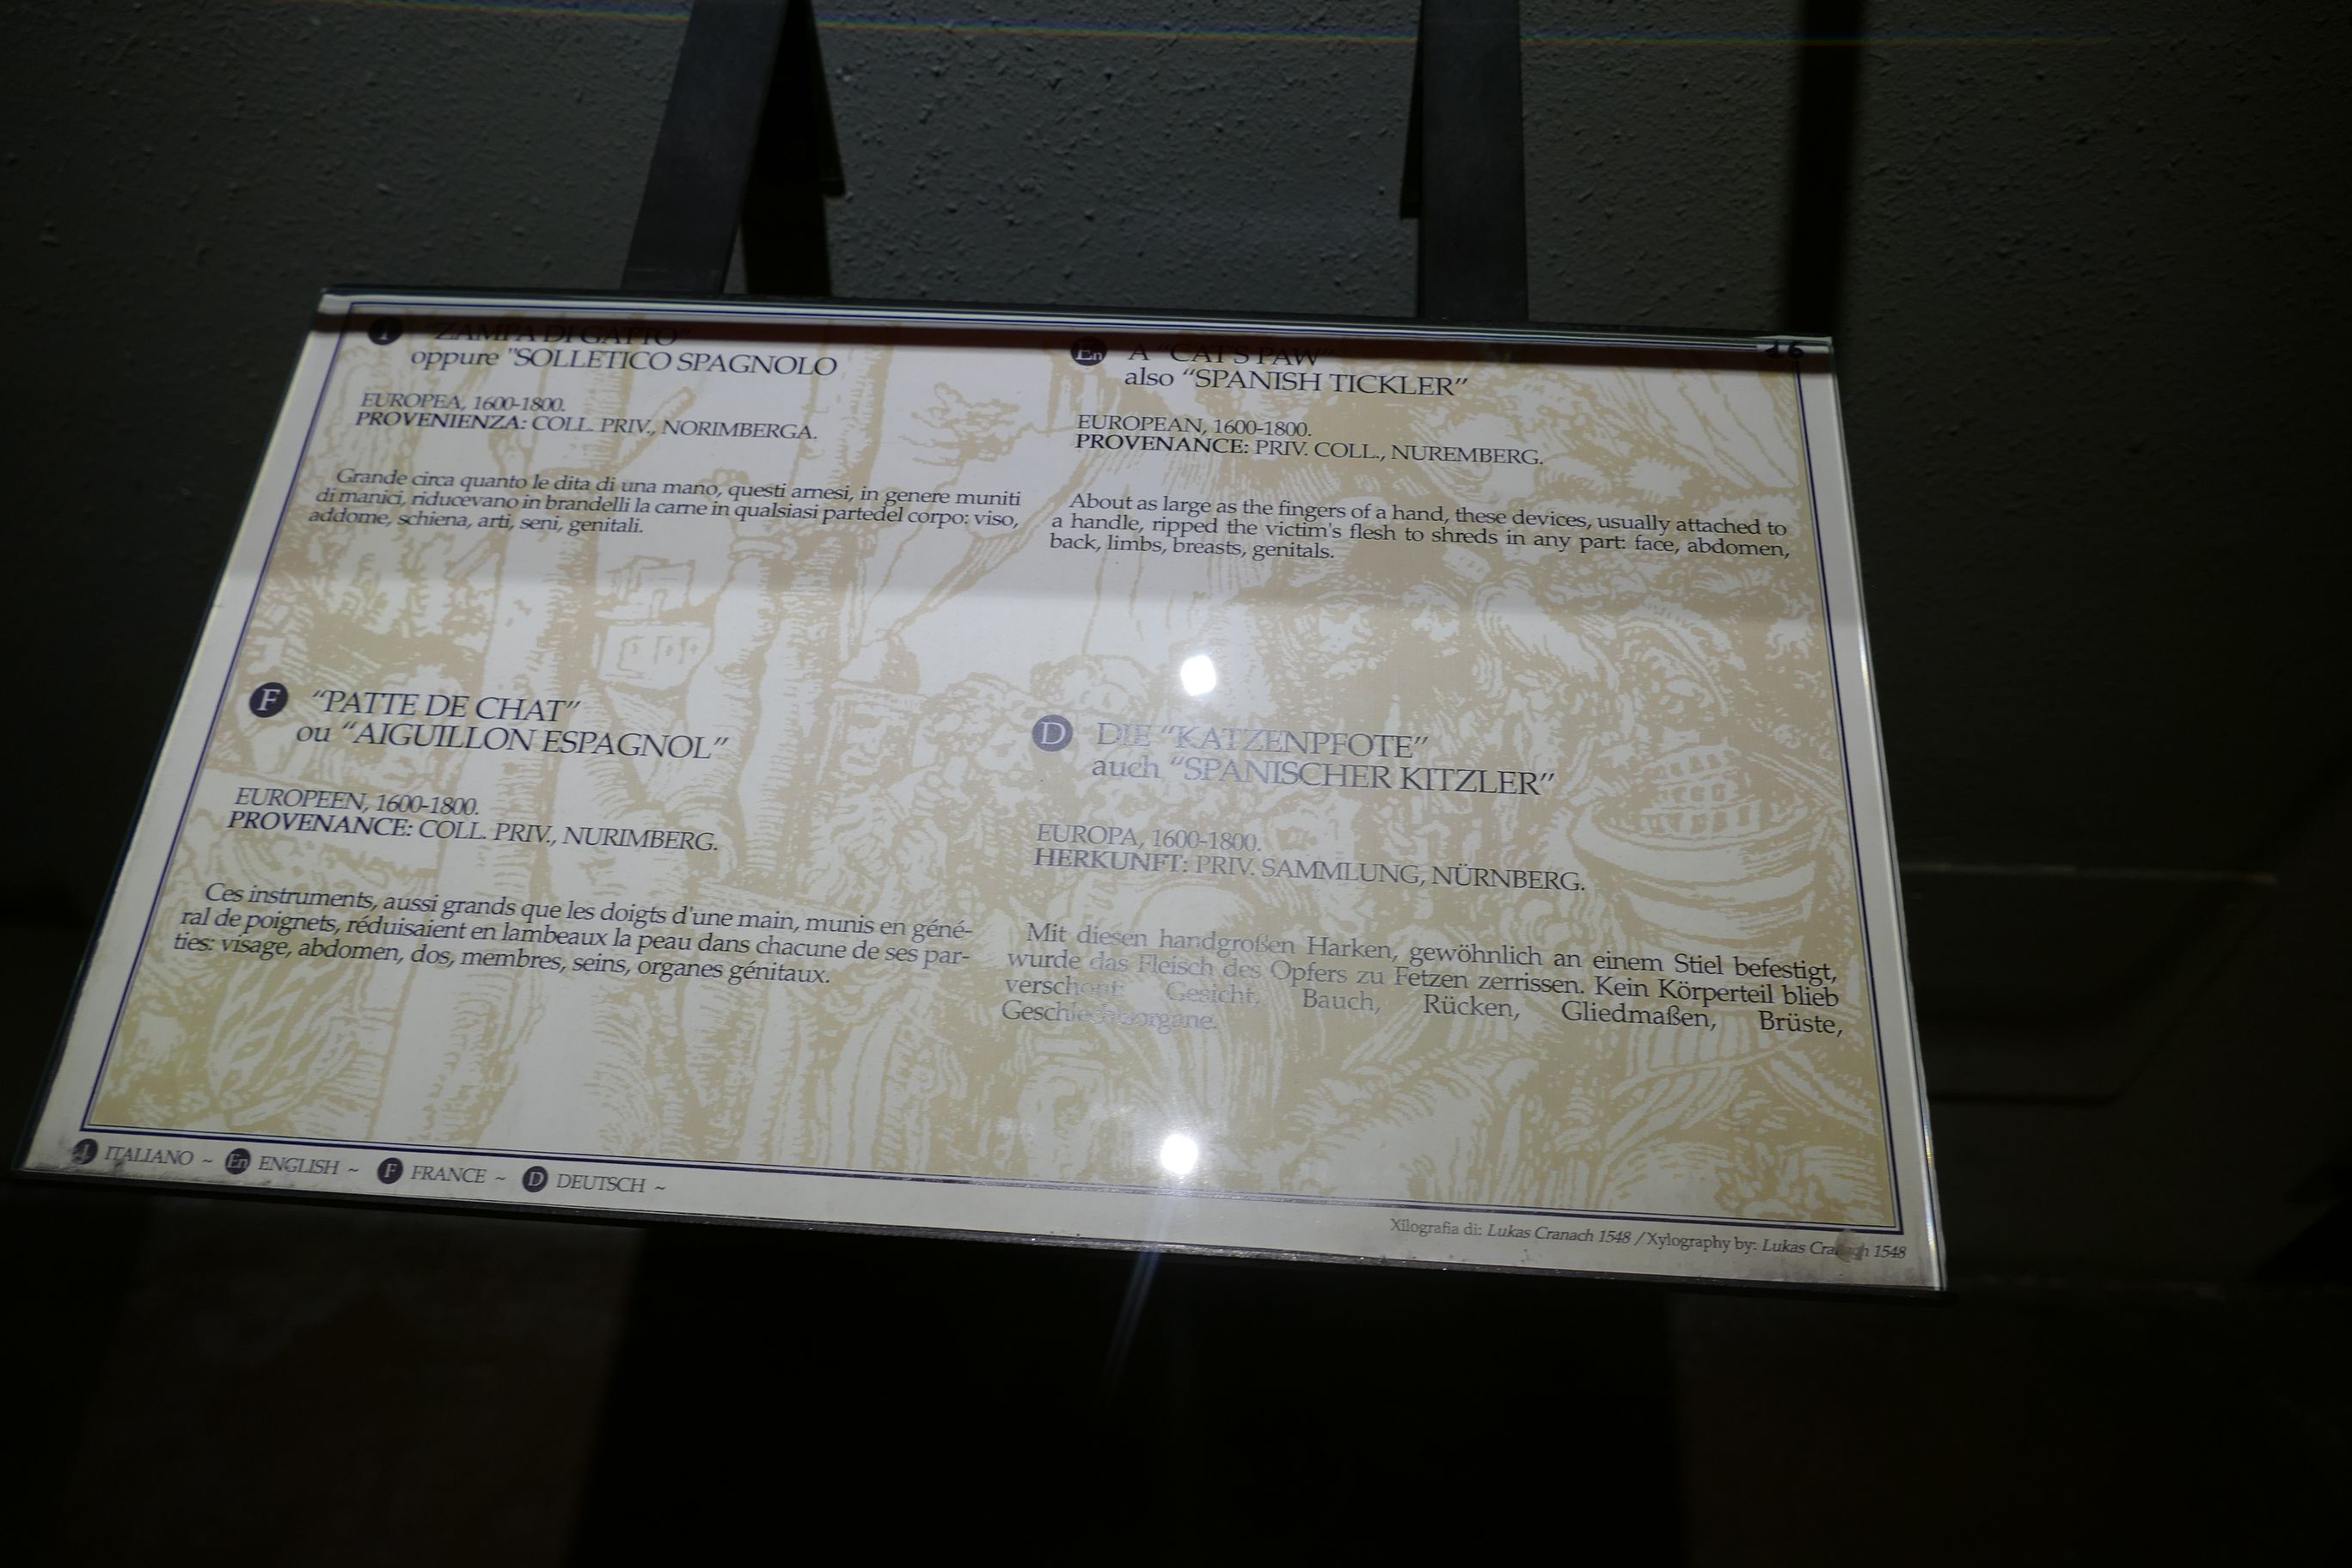 I "ZAMPA DI GATTO"
oppure "SOLLETICO SPAGNOLO
EUROPEA, 1600-1800.
PROVENIENZA: COLL. PRIV., NORIMBERGA.
Grande circa quanto le dita di una mano, questi arnesi, in genere muniti
di manici, riducevano in brandelli la carne in qualsiasi partedel corpo: viso,
addome, schiena, arti, seni, genitali.
16
En A "CAT'S PAW"
also "SPANISH TICKLER"
EUROPEAN, 1600-1800.
PROVENANCE: PRIV. COLL., NUREMBERG.
About as large as the fingers of a hand, these devices, usually attached to
a handle, ripped the victim's flesh to shreds in any part: face, abdomen,
back, limbs, breasts, genitals.
F "PATTE DE CHAT"
ou "AIGUILLON ESPAGNOL"
EUROPEEN, 1600-1800.
PROVENANCE: COLL. PRIV., NURIMBERG.
Ces instruments, aussi grands que les doigts d'une main, munis en géné-
ral de poignets, réduisaient en lambeaux la peau dans chacune de ses par-
ties: visage, abdomen, dos, membres, seins, organes génitaux.
D DIE "KATZENPFOTE"
auch "SPANISCHER KITZLER"
EUROPA, 1600-1800.
HERKUNFT: PRIV. SAMMLUNG, NÜRNBERG.
Mit diesen handgroßen Harken, gewöhnlich an einem Stiel befestigt,
wurde das Fleisch des Opfers zu Fetzen zerrissen. Kein Körperteil blieb
verschont: Gesicht, Bauch, Rücken, Gliedmaßen, Brüste,
Geschlechtsorgane.
I ITALIANO ~ En ENGLISH ~ F FRANCE ~ D DEUTSCH ~
Xilografia di: Lukas Cranach 1548 / Xylography by: Lukas Cranach 1548